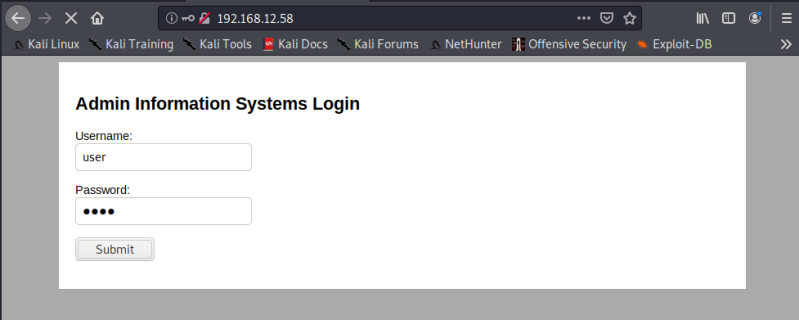 192.168.12.58
Kali Linux Kali Training Kali Tools Kali Docs Kali Forums NetHunter Offensive Security Exploit-DB
Admin Information Systems Login
Username:
user
Password:
••••
Submit